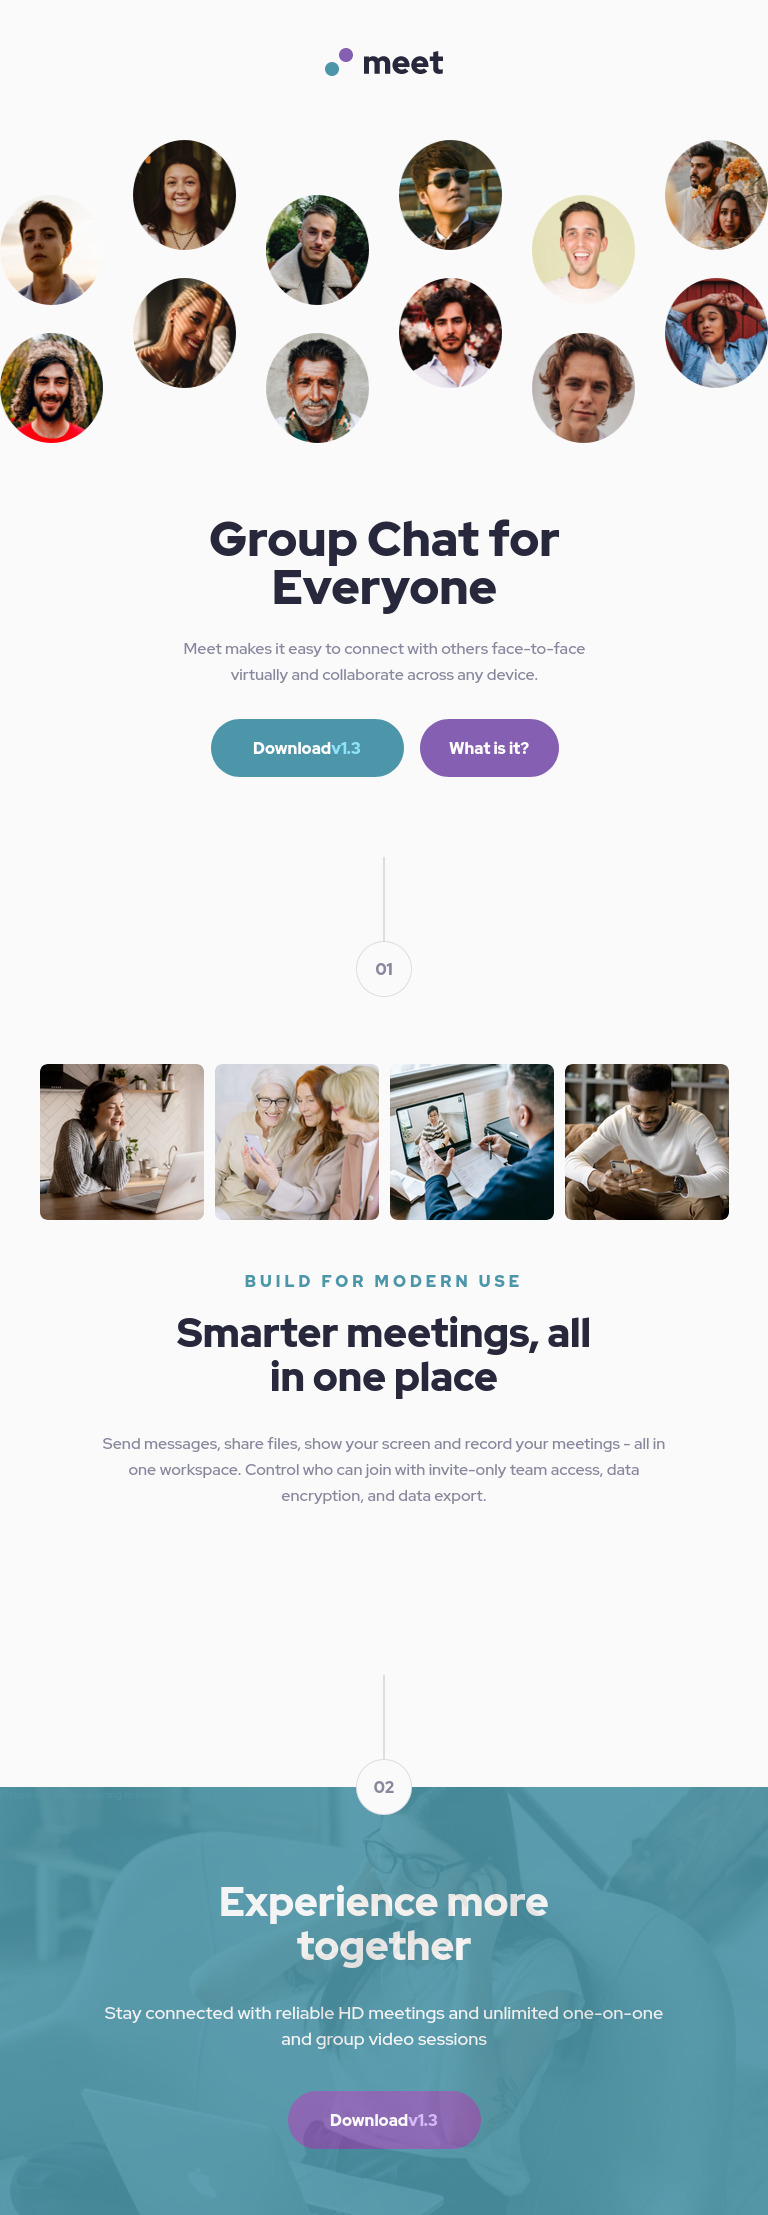 meet
Group Chat for
Everyone
Meet makes it easy to connect with others face-to-face
virtually and collaborate across any device.
Downloadv1.3
What is it?
01
BUILD FOR MODERN USE
Smarter meetings, all
in one place
Send messages, share files, show your screen and record your meetings - all in
one workspace. Control who can join with invite-only team access, data
encryption, and data export.
02
Experience more
together
Stay connected with reliable HD meetings and unlimited one-on-one
and group video sessions
Downloadv1.3